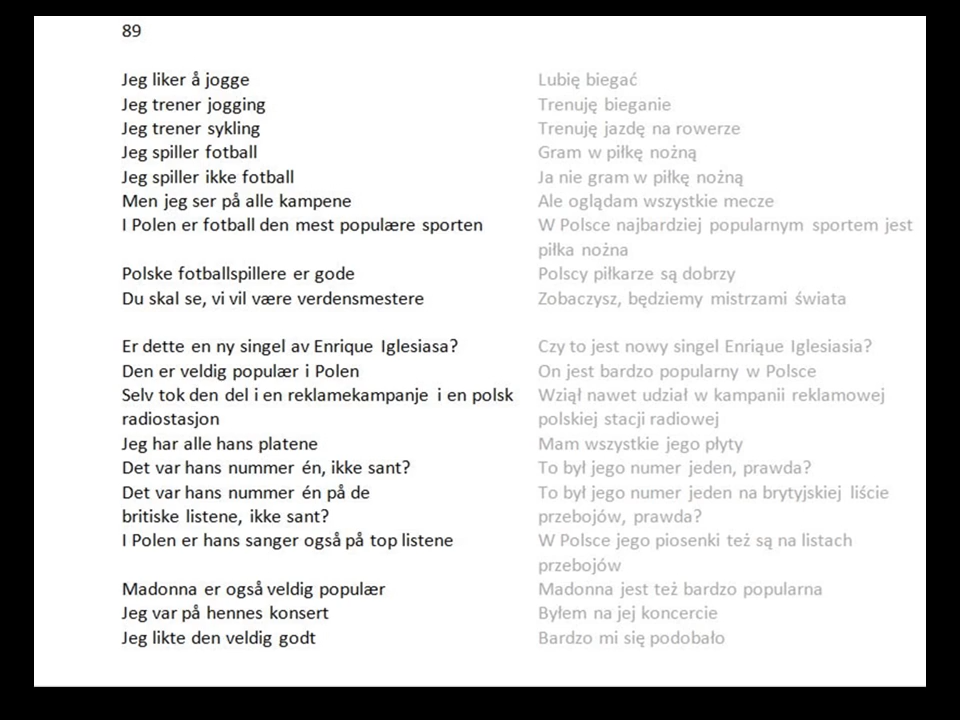 89
Jeg liker å jogge Lubię biegać
Jeg trener jogging Trenuję bieganie
Jeg trener sykling Trenuję jazdę na rowerze
Jeg spiller fotball Gram w piłkę nożną
Jeg spiller ikke fotball Ja nie gram w piłkę nożną
Men jeg ser på alle kampene Ale oglądam wszystkie mecze
I Polen er fotball den mest populære sporten W Polsce najbardziej popularnym sportem jest
piłka nożna
Polske fotballspillere er gode Polscy piłkarze są dobrzy
Du skal se, vi vil være verdensmestere Zobaczysz, będziemy mistrzami świata
Er dette en ny singel av Enrique Iglesiasa? Czy to jest nowy singel Enriąue Iglesiasia?
Den er veldig populær i Polen On jest bardzo popularny w Polsce
Selv tok den del i en reklamekampanje i en polsk Wziął nawet udział w kampanii reklamowej
radiostasjon polskiej stacji radiowej
Jeg har alle hans platene Mam wszystkie jego płyty
Det var hans nummer én, ikke sant? To był jego numer jeden, prawda?
Det var hans nummer én på de To był jego numer jeden na brytyjskiej liście
britiske listene, ikke sant? przebojów, prawda?
I Polen er hans sanger også på top listene W Polsce jego piosenki też są na listach
przebojów
Madonna er også veldig populær Madonna jest też bardzo popularna
Jeg var på hennes konsert Byłem na jej koncercie
Jeg likte den veldig godt Bardzo mi się podobało